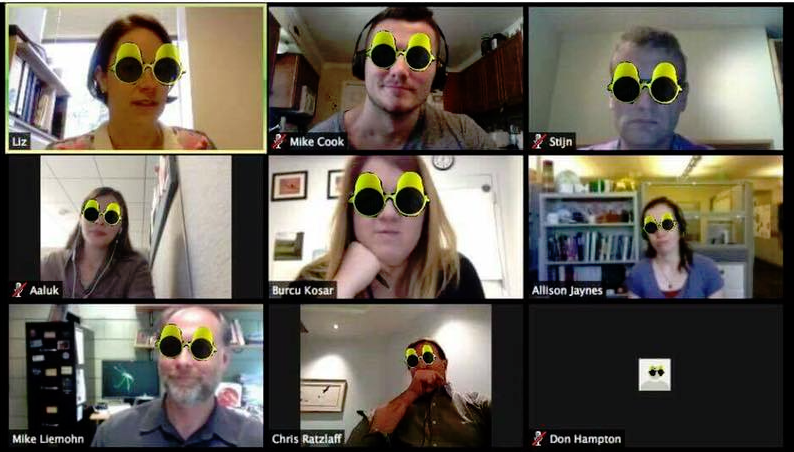 Liz
Mike Cook
Stijn
Aaluk
Burcu Kosar
Allison Jaynes
Mike Liemohn
Chris Ratzlaff
Don Hampton